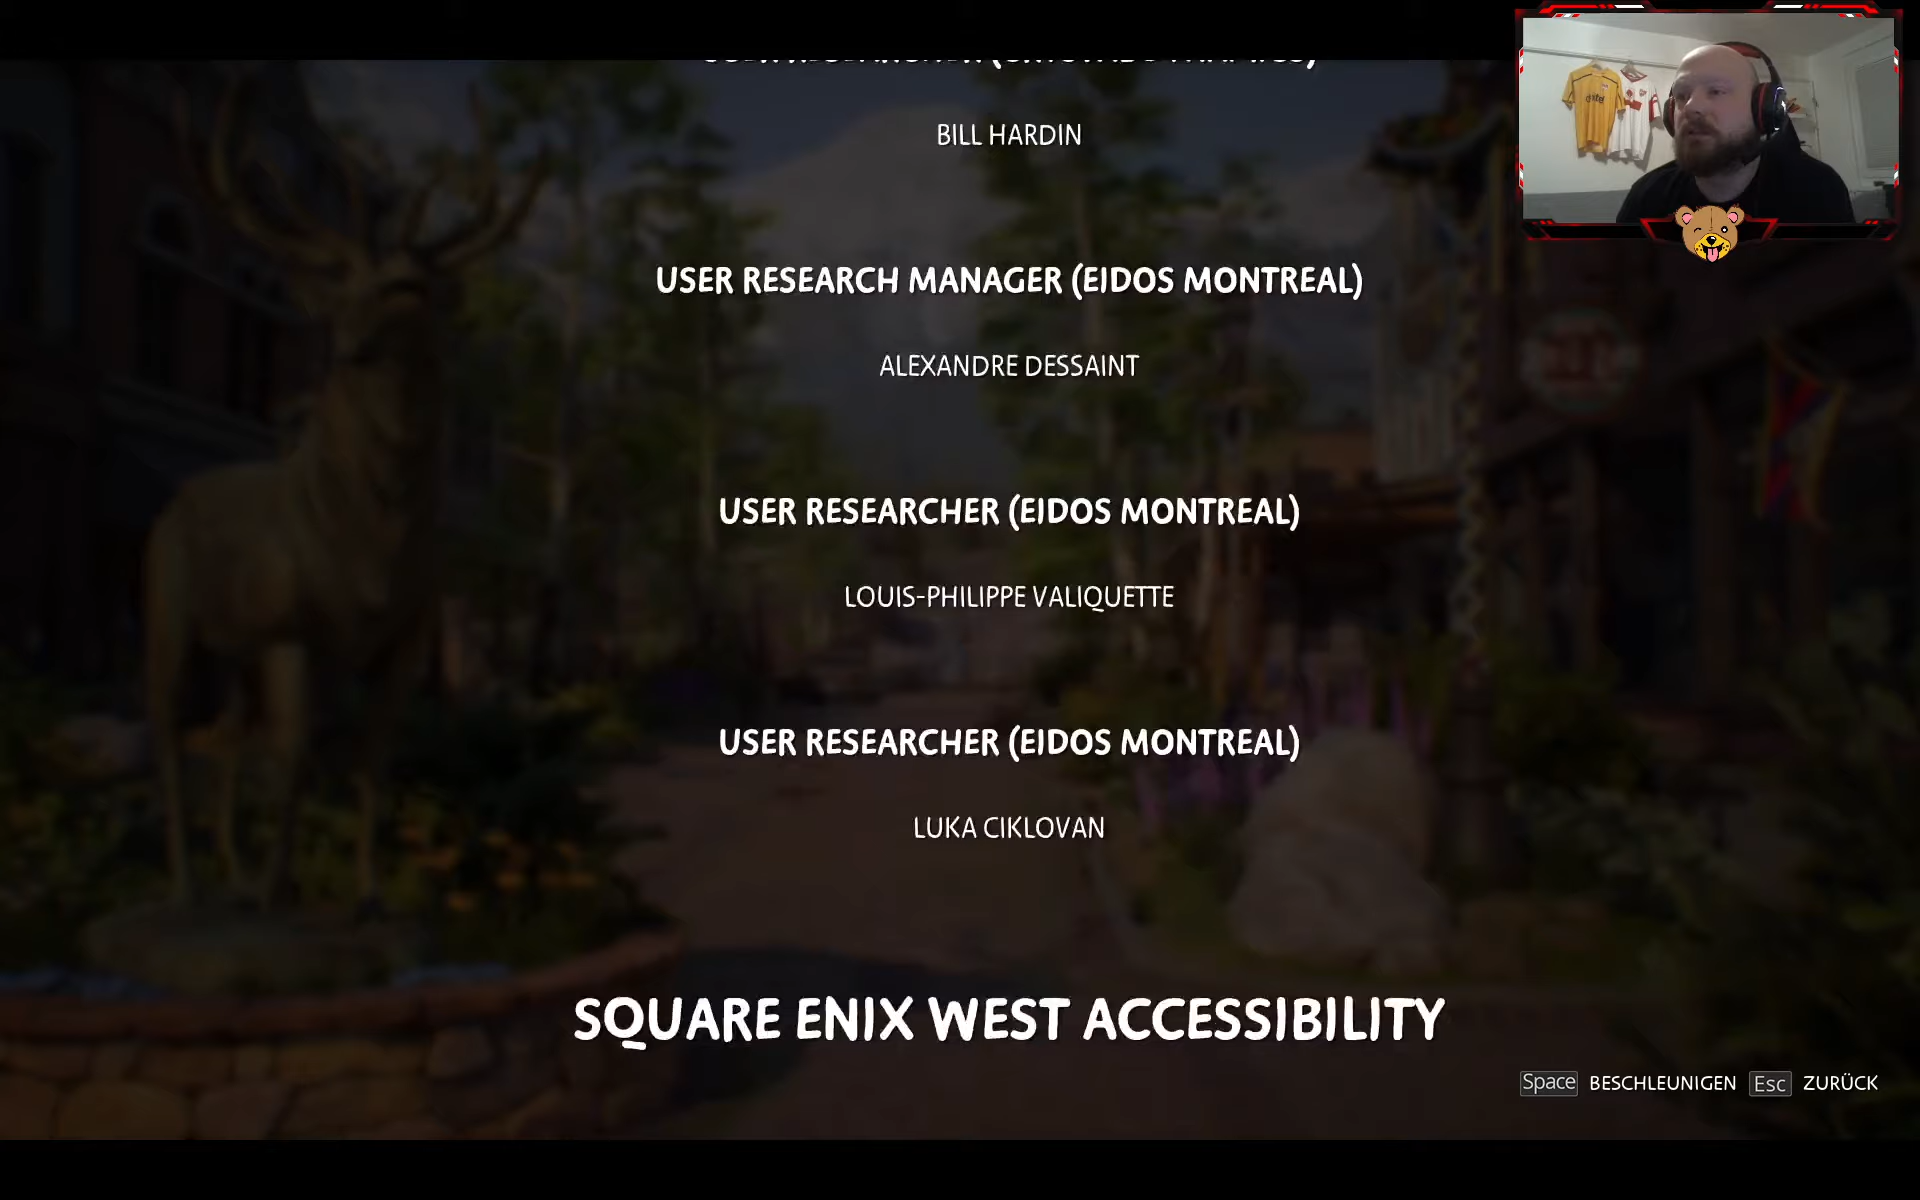 BILL HARDIN
USER RESEARCH MANAGER (EIDOS MONTREAL)
ALEXANDRE DESSAINT
USER RESEARCHER (EIDOS MONTREAL)
LOUIS-PHILIPPE VALIQUETTE
USER RESEARCHER (EIDOS MONTREAL)
LUKA CIKLOVAN
SQUARE ENIX WEST ACCESSIBILITY
Space BESCHLEUNIGEN Esc ZURÜCK